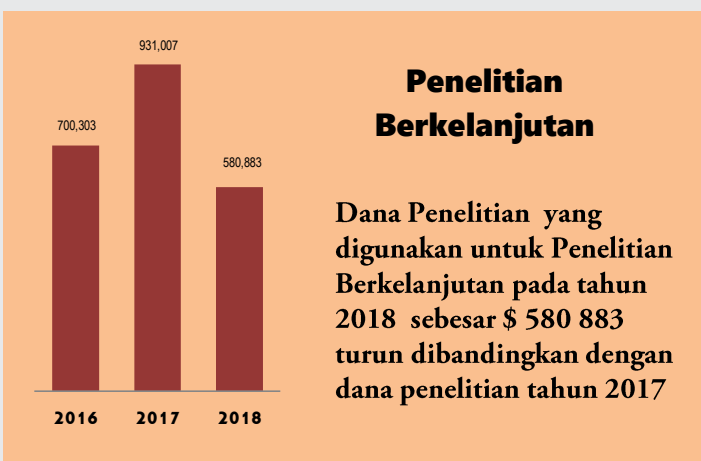 931,007
700,303
580,883
2016 2017 2018
Penelitian
Berkelanjutan
Dana Penelitian yang
digunakan untuk Penelitian
Berkelanjutan pada tahun
2018 sebesar $ 580 883
turun dibandingkan dengan
dana penelitian tahun 2017